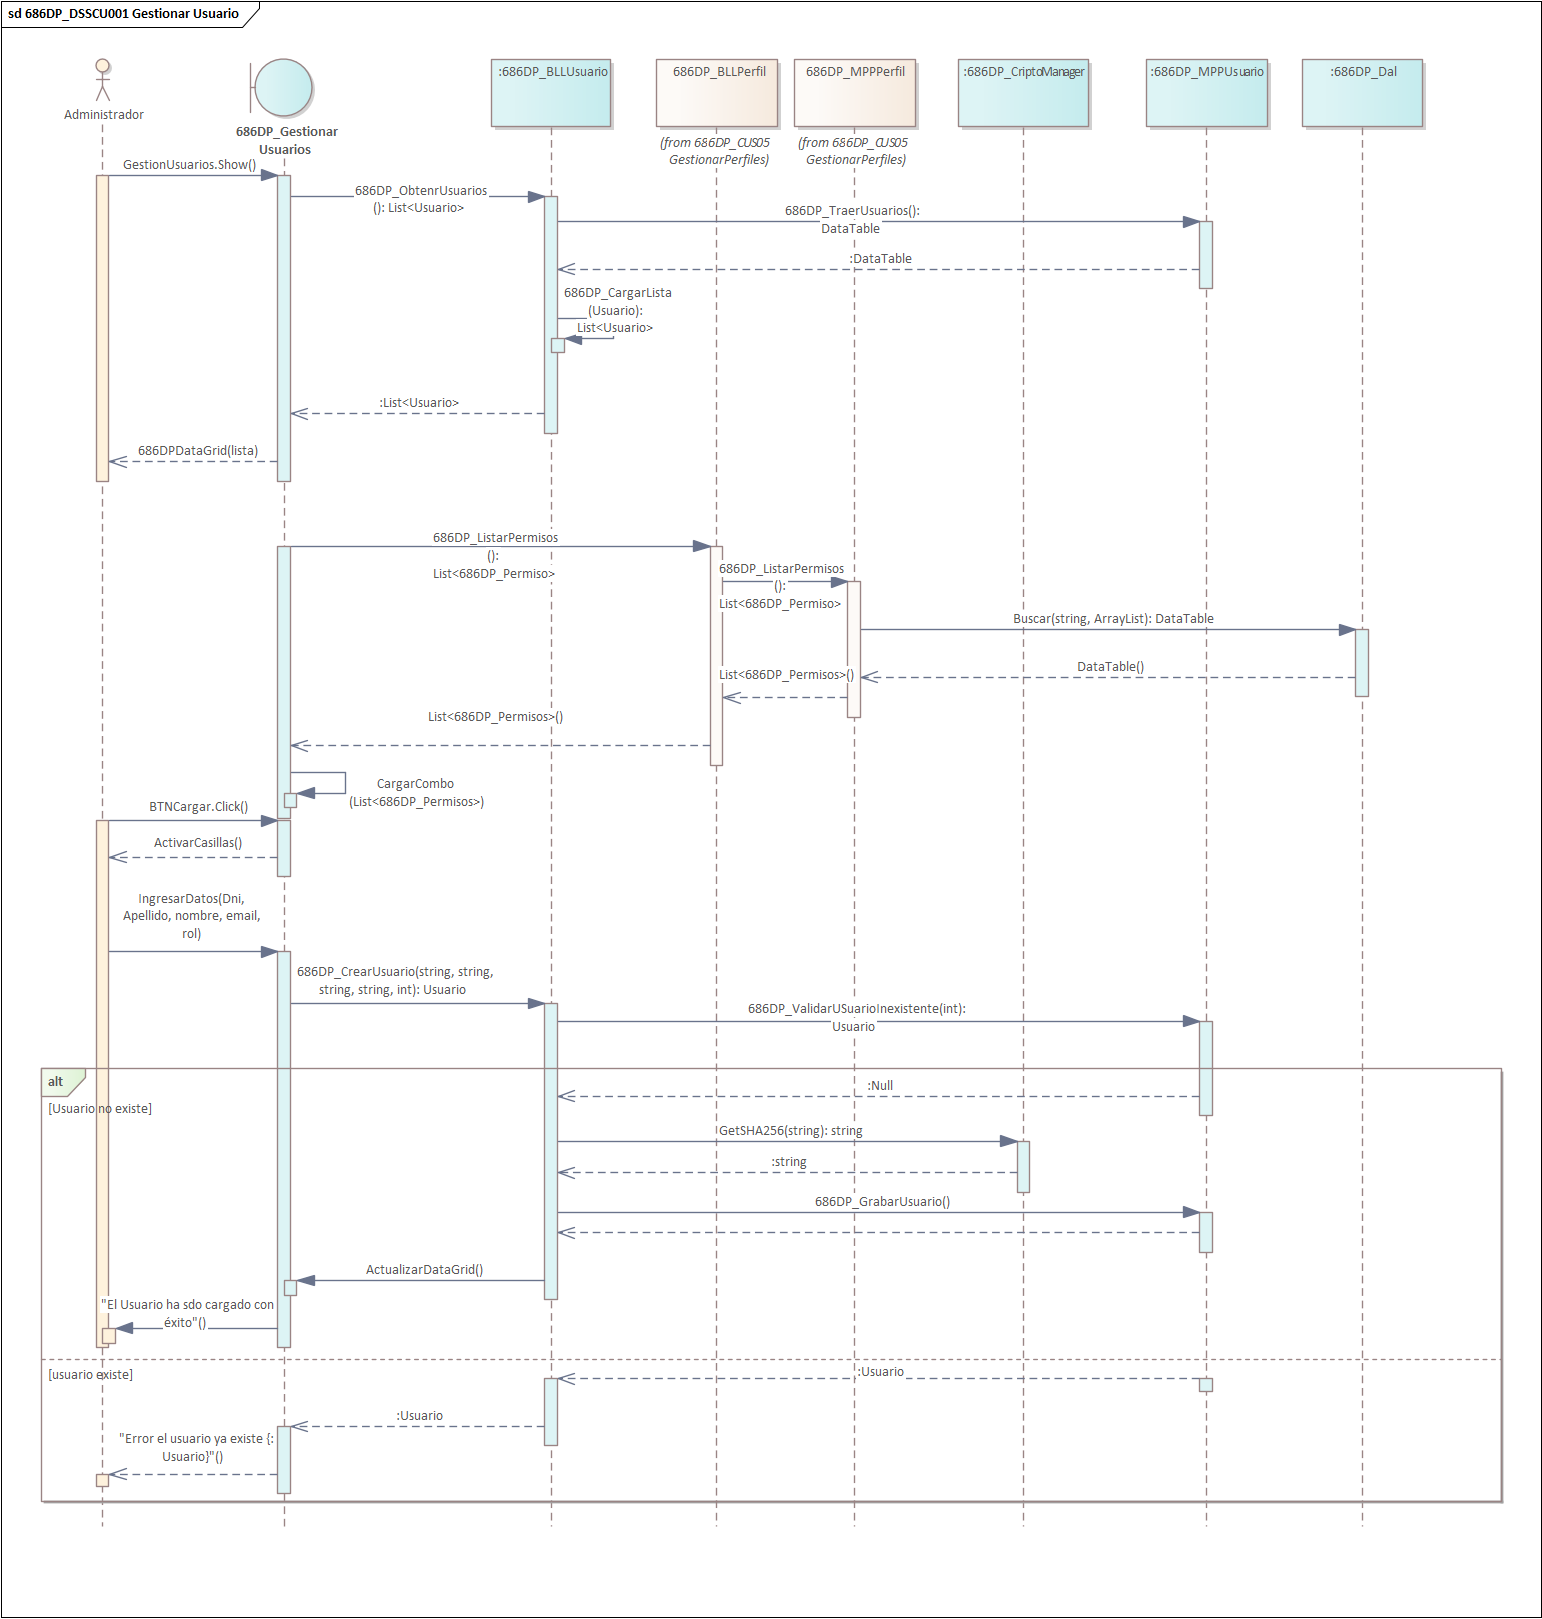 sd 686DP_DSSCU001 Gestionar Usuario
Administrador
686DP_Gestionar
Usuarios
:686DP_BLLUsuario
686DP_BLLPerfil
(from 686DP_CUS05
GestionarPerfiles)
686DP_MPPPerfil
(from 686DP_CUS05
GestionarPerfiles)
:686DP_CriptoManager
:686DP_MPPUsuario
:686DP_Dal
GestionUsuarios.Show()
686DP_ObtenrUsuarios
(): List<Usuario>
686DP_TraerUsuarios():
DataTable
:DataTable
686DP_CargarLista
(Usuario):
List<Usuario>
:List<Usuario>
686DPDataGrid(lista)
686DP_ListarPermisos
():
List<686DP_Permiso>
686DP_ListarPermisos
():
List<686DP_Permiso>
Buscar(string, ArrayList): DataTable
DataTable()
List<686DP_Permisos>()
List<686DP_Permisos>()
CargarCombo
(List<686DP_Permisos>)
BTNCargar.Click()
ActivarCasillas()
IngresarDatos(Dni,
Apellido, nombre, email,
rol)
686DP_CrearUsuario(string, string,
string, string, int): Usuario
686DP_ValidarUSuarioInexistente(int):
Usuario
alt
[Usuario no existe]
:Null
GetSHA256(string): string
:string
686DP_GrabarUsuario()
ActualizarDataGrid()
"El Usuario ha sdo cargado con
éxito"()
[usuario existe]
:Usuario
:Usuario
"Error el usuario ya existe {:
Usuario}"()